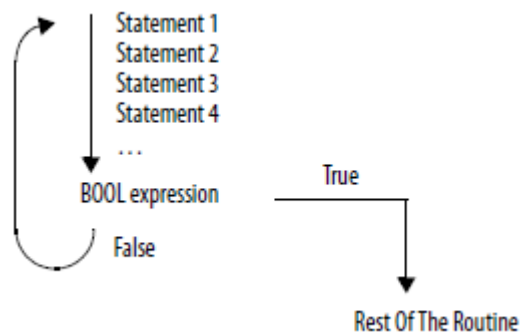 Statement 1
Statement 2
Statement 3
Statement 4
...
BOOL expression
True
False
Rest Of The Routine